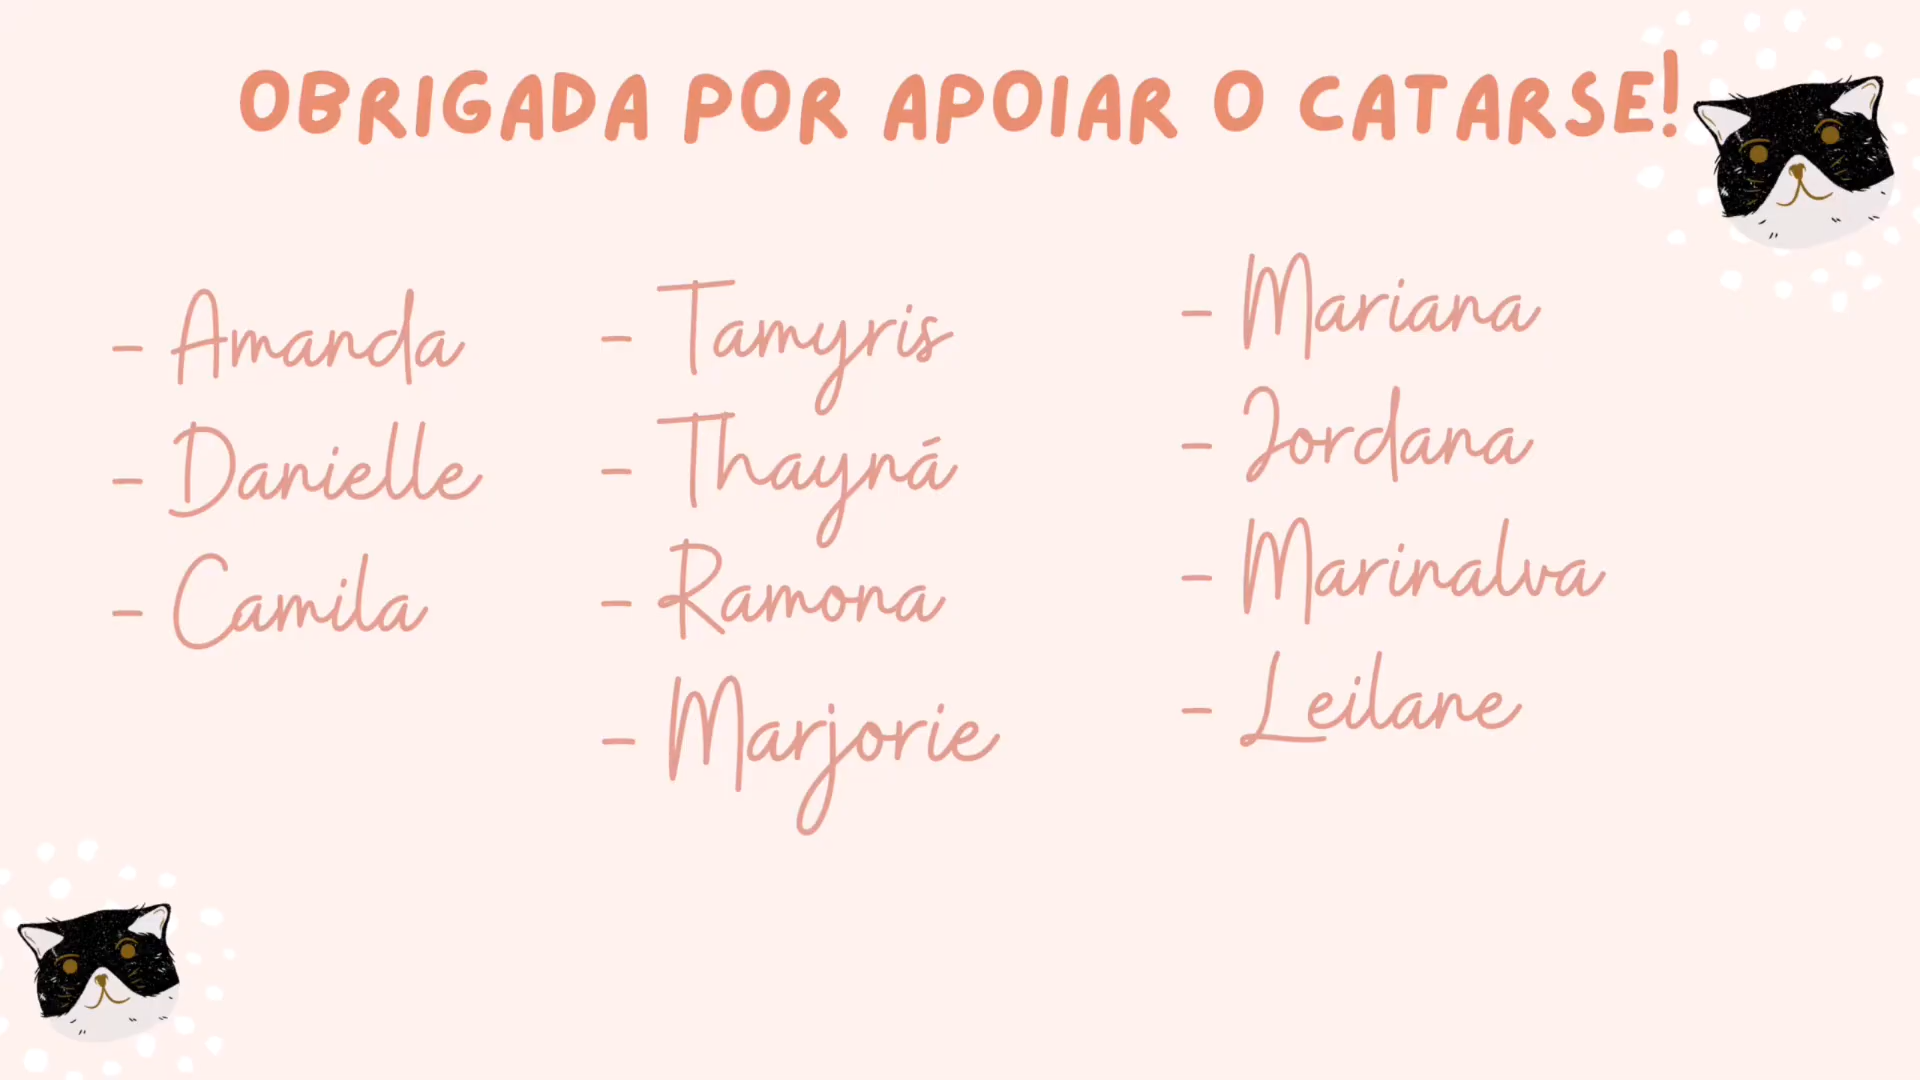 OBRIGADA POR APOIAR O CATARSE!
- Amanda
- Danielle
- Camila
- Tamyris
- Thayná
- Ramona
- Marjorie
- Mariana
- Jordana
- Marinalva
- Leilane